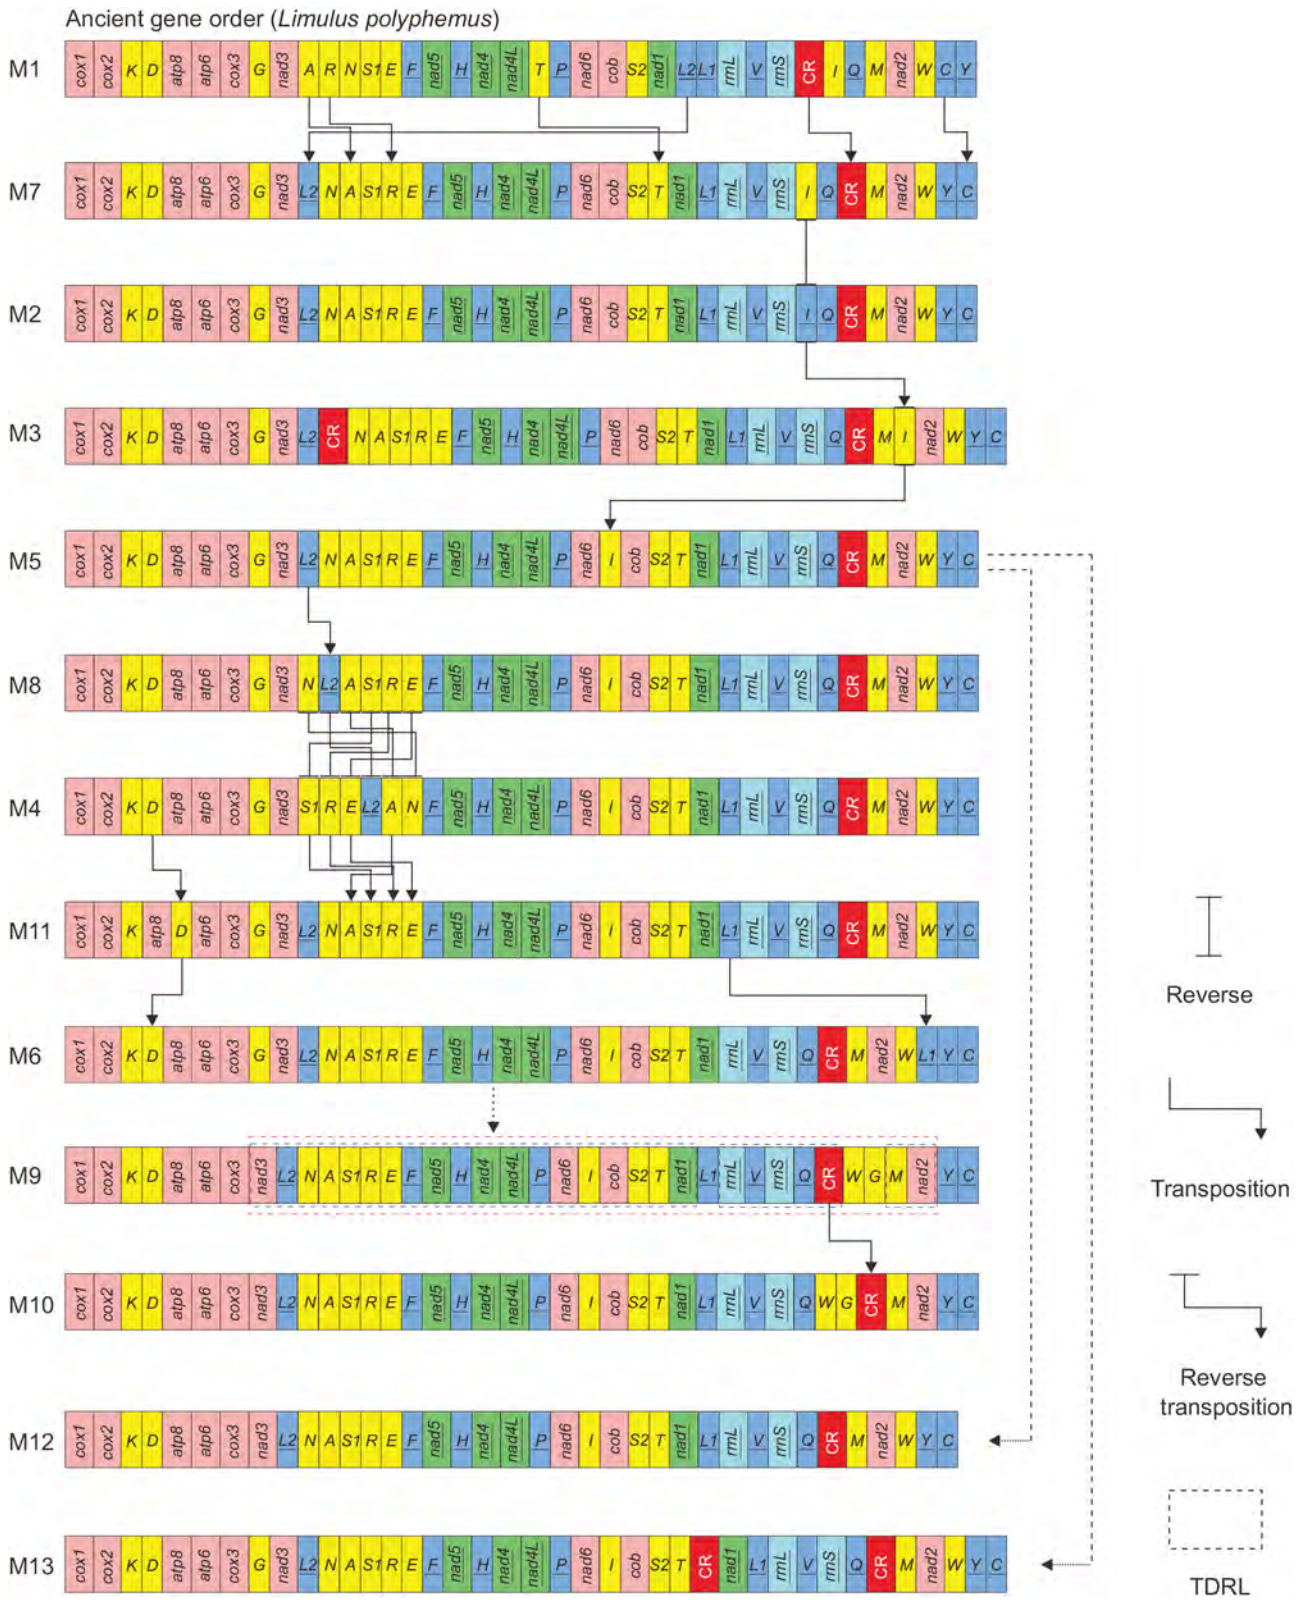 Ancient gene order (Limulus polyphemus)
M1 cox1 cox2 K D atp8 atp6 cox3 G nad3 A R N S1 E F nad5 H nad4 nad4L T P nad6 cob S2 nad1 L2 L1 rrnL V rrnS CR I Q M nad2 W C Y
M7 cox1 cox2 K D atp8 atp6 cox3 G nad3 L2 N A S1 R E F nad5 H nad4 nad4L P nad6 cob S2 T nad1 L1 rrnL V rrnS I Q CR M nad2 W Y C
M2 cox1 cox2 K D atp8 atp6 cox3 G nad3 L2 N A S1 R E F nad5 H nad4 nad4L P nad6 cob S2 T nad1 L1 rrnL V rrnS I Q CR M nad2 W Y C
M3 cox1 cox2 K D atp8 atp6 cox3 G nad3 L2 CR N A S1 R E F nad5 H nad4 nad4L P nad6 cob S2 T nad1 L1 rrnL V rrnS Q CR M I nad2 W Y C
M5 cox1 cox2 K D atp8 atp6 cox3 G nad3 L2 N A S1 R E F nad5 H nad4 nad4L P nad6 I cob S2 T nad1 L1 rrnL V rrnS Q CR M nad2 W Y C
M8 cox1 cox2 K D atp8 atp6 cox3 G nad3 N L2 A S1 R E F nad5 H nad4 nad4L P nad6 I cob S2 T nad1 L1 rrnL V rrnS Q CR M nad2 W Y C
M4 cox1 cox2 K D atp8 atp6 cox3 G nad3 S1 R E L2 A N F nad5 H nad4 nad4L P nad6 I cob S2 T nad1 L1 rrnL V rrnS Q CR M nad2 W Y C
M11 cox1 cox2 K atp8 D atp6 cox3 G nad3 L2 N A S1 R E F nad5 H nad4 nad4L P nad6 I cob S2 T nad1 L1 rrnL V rrnS Q CR M nad2 W Y C
Reverse
M6 cox1 cox2 K D atp8 atp6 cox3 G nad3 L2 N A S1 R E F nad5 H nad4 nad4L P nad6 I cob S2 T nad1 rrnL V rrnS Q CR M nad2 W L1 Y C
M9 cox1 cox2 K D atp8 atp6 cox3 nad3 L2 N A S1 R E F nad5 H nad4 nad4L P nad6 I cob S2 T nad1 L1 rrnL V rrnS Q CR W G M nad2 Y C
Transposition
M10 cox1 cox2 K D atp8 atp6 cox3 nad3 L2 N A S1 R E F nad5 H nad4 nad4L P nad6 I cob S2 T nad1 L1 rrnL V rrnS Q W G CR M nad2 Y C
Reverse
transposition
M12 cox1 cox2 K D atp8 atp6 cox3 nad3 L2 N A S1 R E F nad5 H nad4 nad4L P nad6 I cob S2 T nad1 L1 rrnL V rrnS Q CR M nad2 W Y C
M13 cox1 cox2 K D atp8 atp6 cox3 G nad3 L2 N A S1 R E F nad5 H nad4 nad4L P nad6 I cob S2 T CR nad1 L1 rrnL V rrnS Q CR M nad2 W Y C
TDRL